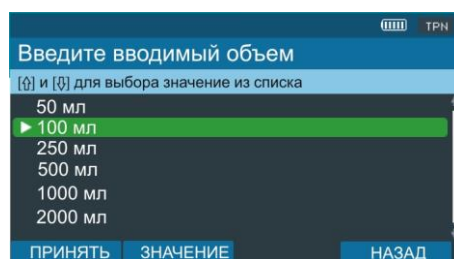 TPN
Введите вводимый объем
[⇧] и [⇩] для выбора значение из списка
50 мл
100 мл
250 мл
500 мл
1000 мл
2000 мл
ПРИНЯТЬ ЗНАЧЕНИЕ НАЗАД